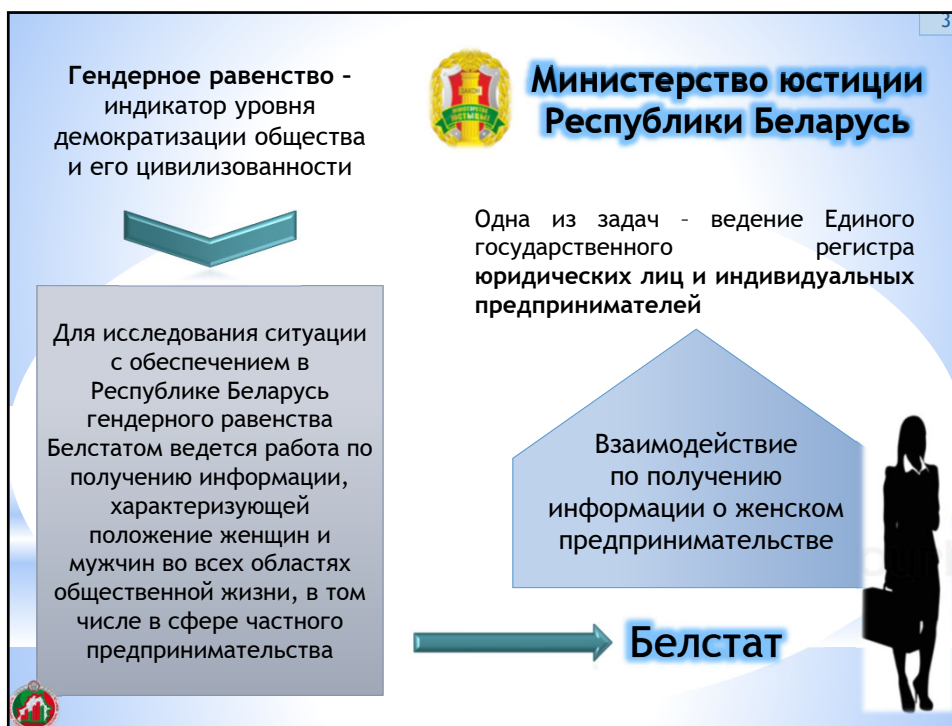 3
Гендерное равенство –
индикатор уровня
демократизации общества
и его цивилизованности
Для исследования ситуации
с обеспечением в
Республике Беларусь
гендерного равенства
Белстатом ведется работа по
получению информации,
характеризующей
положение женщин и
мужчин во всех областях
общественной жизни, в том
числе в сфере частного
предпринимательства
ЗАКОН
Министерство юстиции
Республики Беларусь
Одна из задач – ведение Единого
государственного регистра
юридических лиц и индивидуальных
предпринимателей
Взаимодействие
по получению
информации о женском
предпринимательстве
Белстат